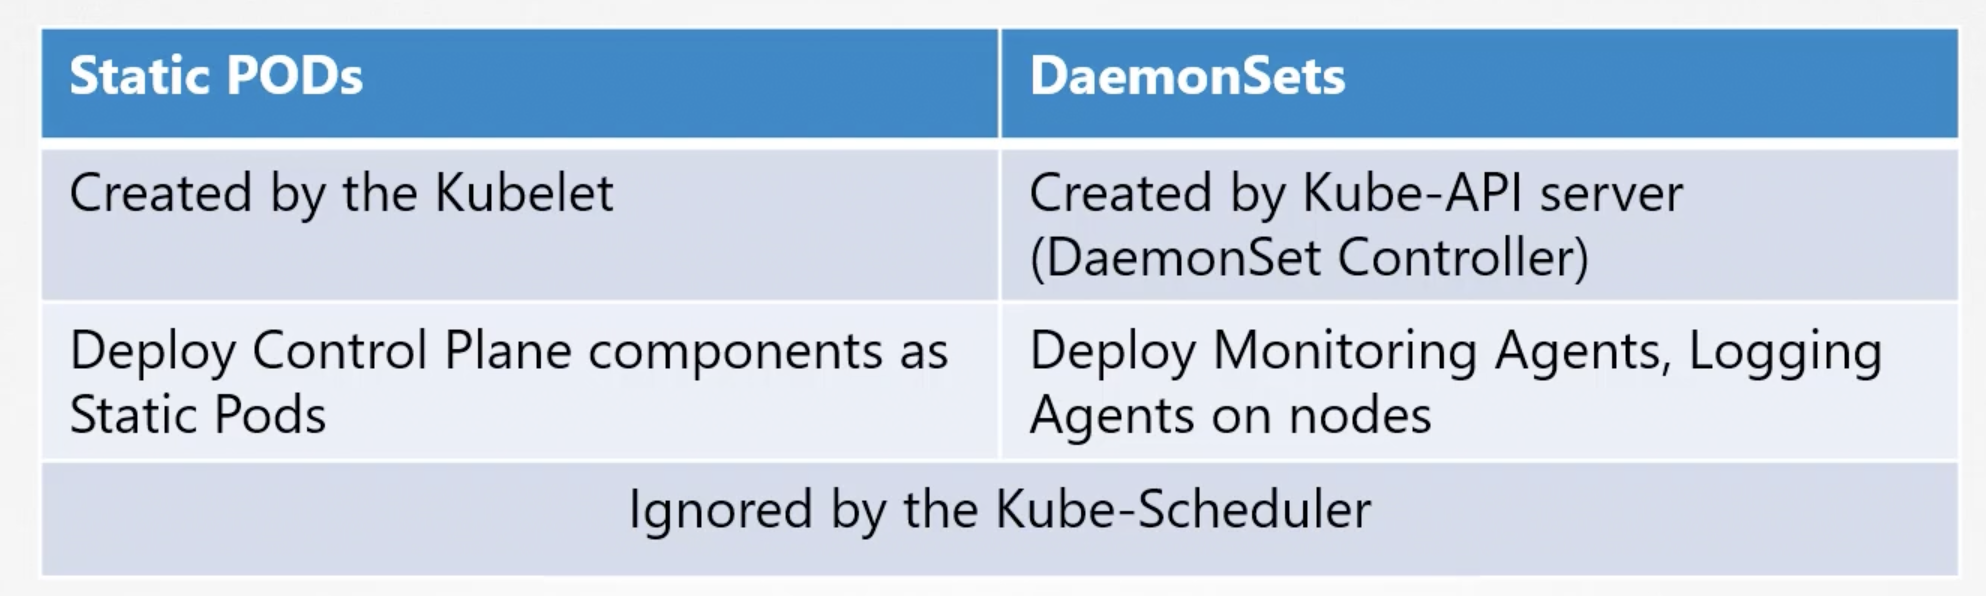 Static PODs
DaemonSets
Created by the Kubelet
Created by Kube-API server
(DaemonSet Controller)
Deploy Control Plane components as
Static Pods
Deploy Monitoring Agents, Logging
Agents on nodes
Ignored by the Kube-Scheduler